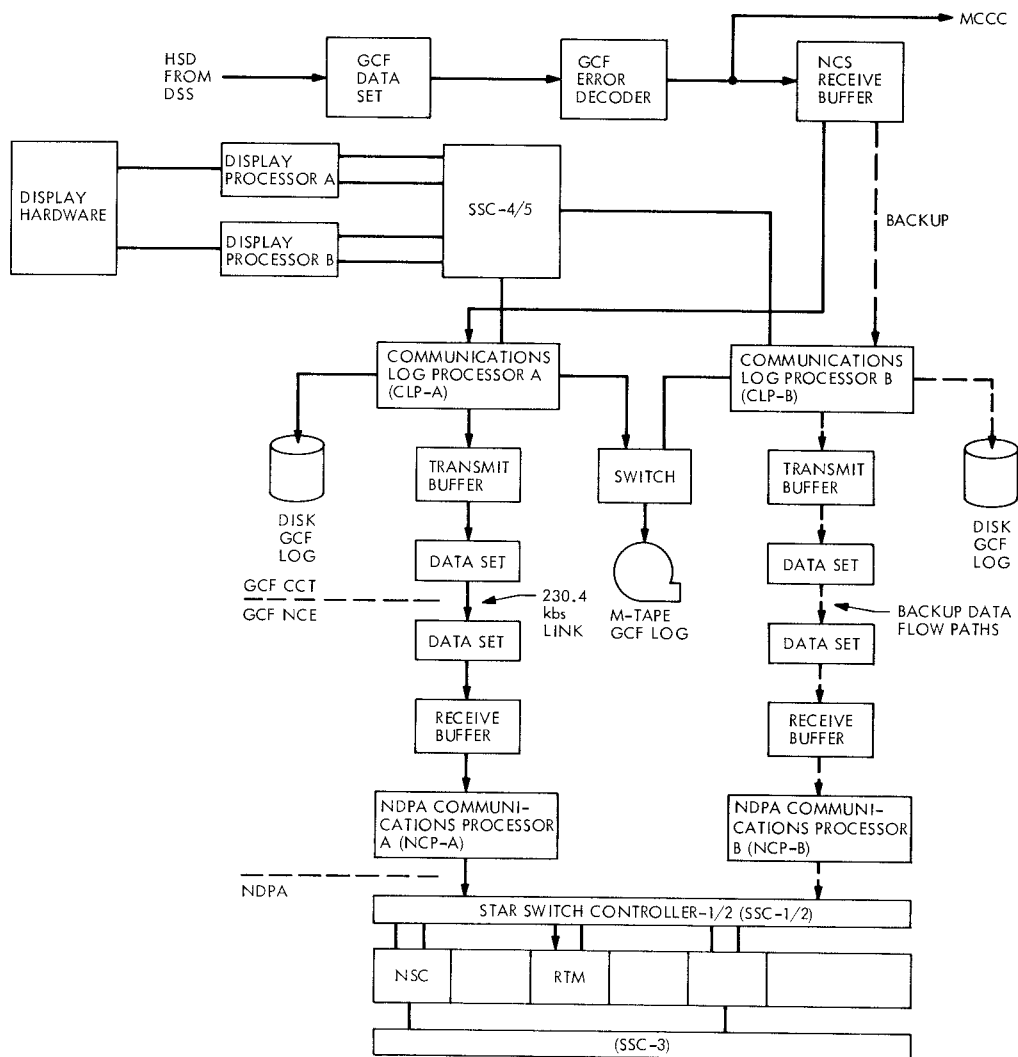 MCCC
HSD
FROM
DSS
GCF
DATA
SET
GCF
ERROR
DECODER
NCS
RECEIVE
BUFFER
DISPLAY
HARDWARE
DISPLAY
PROCESSOR A
DISPLAY
PROCESSOR B
SSC-4/5
BACKUP
COMMUNICATIONS
LOG PROCESSOR A
(CLP-A)
COMMUNICATIONS
LOG PROCESSOR B
(CLP-B)
DISK
GCF
LOG
TRANSMIT
BUFFER
SWITCH
TRANSMIT
BUFFER
DISK
GCF
LOG
DATA SET
M-TAPE
GCF LOG
DATA SET
GCF CCT
GCF NCE
230.4
kbs
LINK
BACKUP DATA
FLOW PATHS
DATA SET
DATA SET
RECEIVE
BUFFER
RECEIVE
BUFFER
NDPA COMMUNI-
CATIONS PROCESSOR
A (NCP-A)
NDPA COMMUNI-
CATIONS PROCESSOR
B (NCP-B)
NDPA
STAR SWITCH CONTROLLER-1/2 (SSC-1/2)
NSC
RTM
(SSC-3)